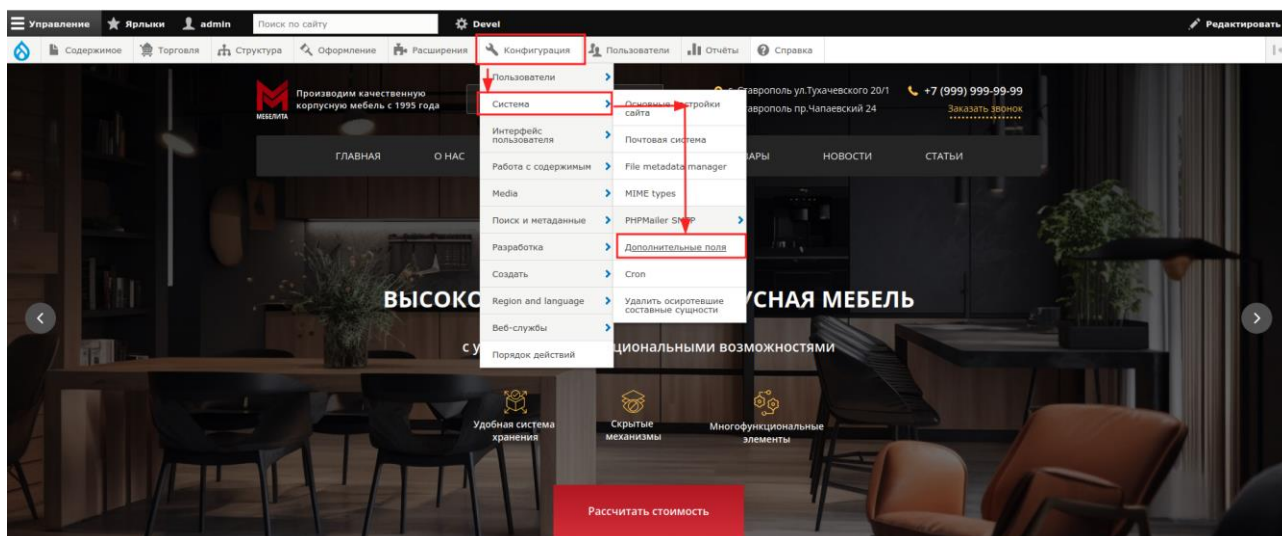 Управление Ярлыки admin Поиск по сайту Devel Редактировать
Содержимое Торговля Структура Оформление Расширения Конфигурация Пользователи Отчёты Справка
Производим качественную
корпусную мебель с 1995 года
МЕБЕЛИТА
ставрополь ул.Тухачевского 20/1
ставрополь пр.Чапаевский 24
+7 (999) 999-99-99
Заказать звонок
ГЛАВНАЯ О НАС НОВОСТИ СТАТЬИ
Пользователи
Система
Интерфейс
пользователя
Работа с содержимым
Media
Поиск и метаданные
Разработка
Создать
Region and language
Веб-службы
Порядок действий
Основные настройки
сайта
Почтовая система
File metadata manager
MIME types
PHPMailer SMTP
Дополнительные поля
Cron
Удалить осиротевшие
составные сущности
ВЫСОКО УСНАЯ МЕБЕЛЬ
с у циональными возможностями
Удобная система
хранения
Скрытые
механизмы
Многофункциональные
элементы
Рассчитать стоимость